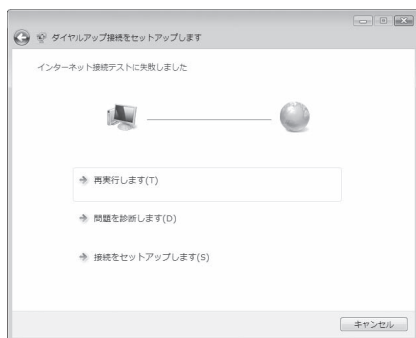 ダイヤルアップ接続をセットアップします
インターネット接続テストに失敗しました
再実行します(T)
問題を診断します(D)
接続をセットアップします(S)
キャンセル